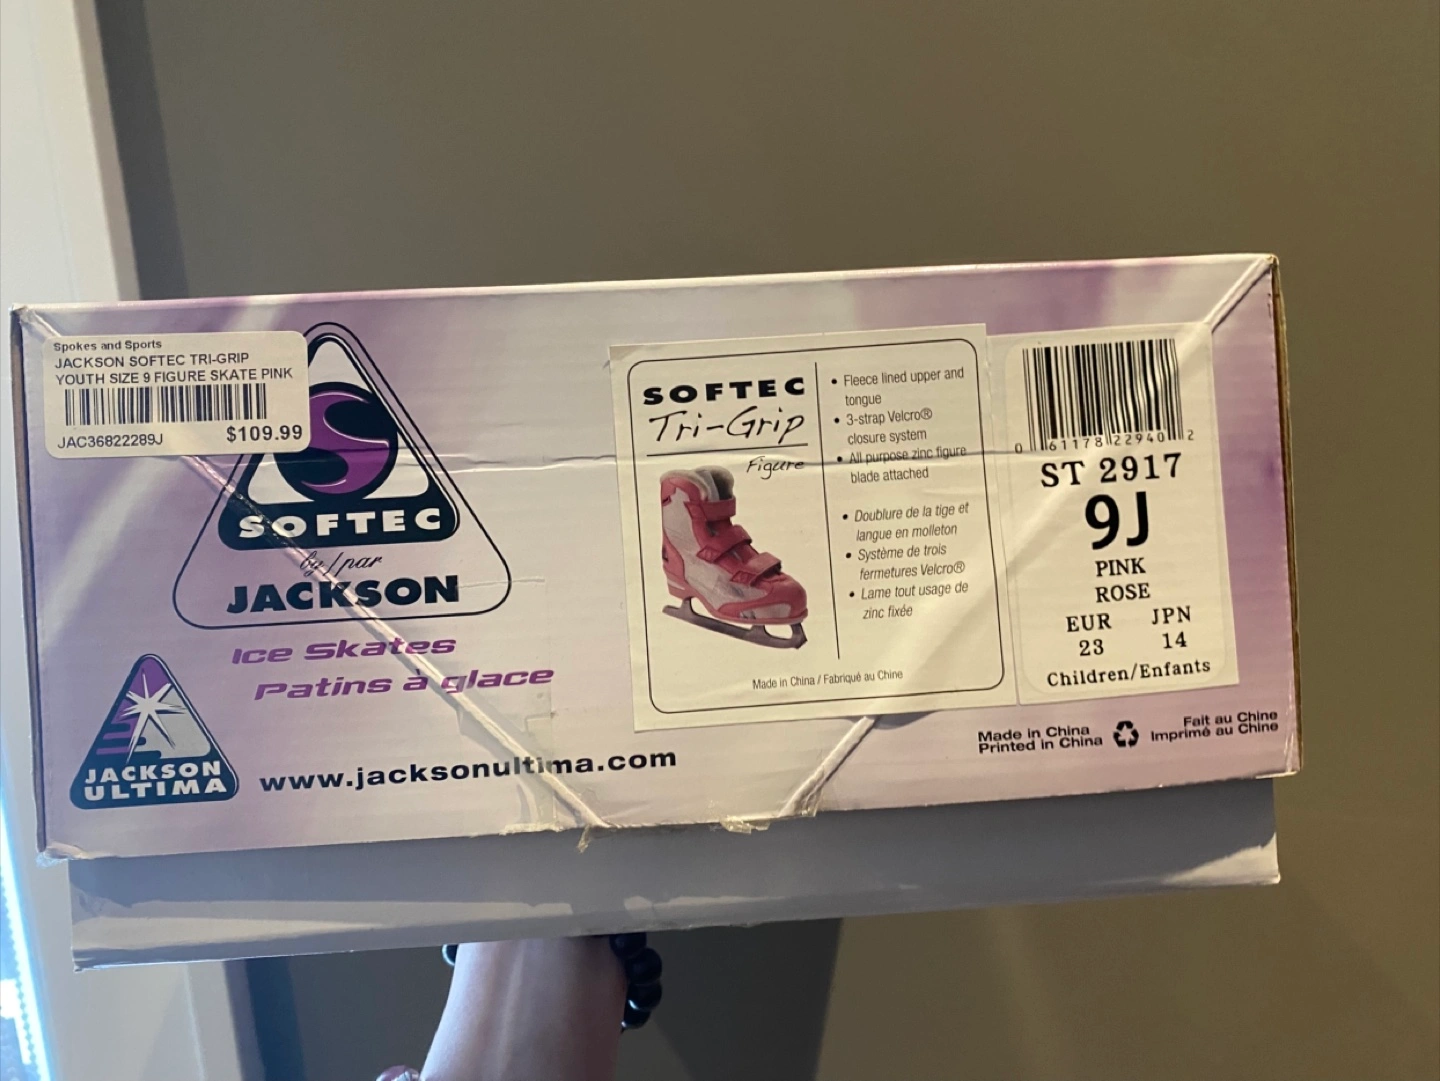 Spokes and Sports
JACKSON SOFTEC TRI-GRIP
YOUTH SIZE 9 FIGURE SKATE PINK
JAC36822289J $109.99
SOFTEC
by/par
JACKSON
Ice Skates
Patins à glace
JACKSON
ULTIMA
www.jacksonultima.com
SOFTEC
Tri-Grip
Figure
• Fleece lined upper and
tongue
• 3-strap Velcro®
closure system
• All purpose zinc figure
blade attached
• Doublure de la tige et
langue en molleton
• Système de trois
fermetures Velcro®
• Lame tout usage de
zinc fixée
Made in China / Fabriqué au Chine
0 61178 22940 2
ST 2917
9J
PINK
ROSE
EUR JPN
23 14
Children/Enfants
Made in China
Printed in China
Fait au Chine
Imprimé au Chine